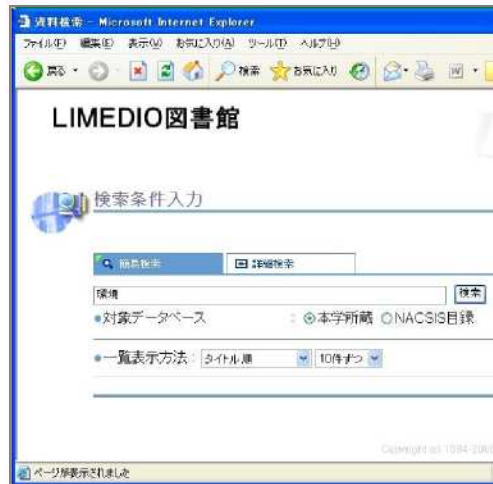 資料検索 - Microsoft Internet Explorer
ファイル(F) 編集(E) 表示(V) お気に入り(A) ツール(T) ヘルプ(H)
戻る 検索 お気に入り
LIMEDIO図書館
検索条件入力
簡易検索 詳細検索
環境 検索
対象データベース : 本学所蔵 NACSIS目録
一覧表示方法 : タイトル順 10件ずつ
ページが表示されました